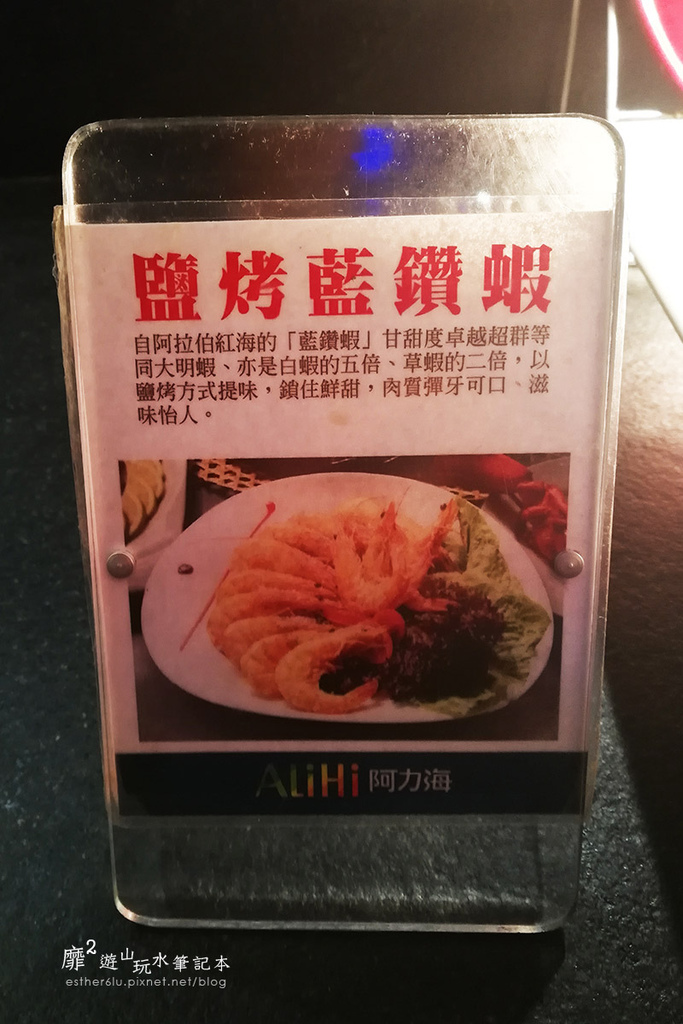 鹽烤藍鑽蝦
自阿拉伯紅海的「藍鑽蝦」甘甜度卓越超群等
同大明蝦、亦是白蝦的五倍、草蝦的二倍，以
鹽烤方式提味，鎖住鮮甜，肉質彈牙可口、滋
味怡人。
ALiHi 阿力海
靡2遊山玩水筆記本
esther6lu.pixnet.net/blog